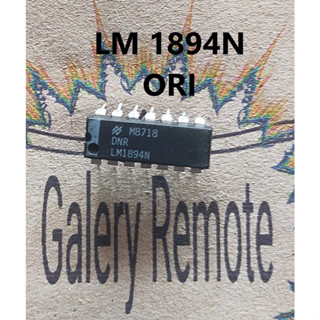 LM 1894N
ORI
M8718
DNR
LM1894N
Galery Remote